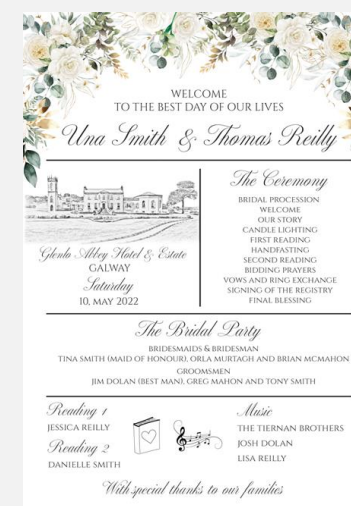 WELCOME
TO THE BEST DAY OF OUR LIVES
Una Smith & Thomas Reilly
Glenlo Abbey Hotel & Estate
GALWAY
Saturday
10, MAY 2022
The Ceremony
BRIDAL PROCESSION
WELCOME
OUR STORY
CANDLE LIGHTING
FIRST READING
HANDFASTING
SECOND READING
BIDDING PRAYERS
VOWS AND RING EXCHANGE
SIGNING OF THE REGISTRY
FINAL BLESSING
The Bridal Party
BRIDESMAIDS & BRIDESMAN
TINA SMITH (MAID OF HONOUR), ORLA MURTAGH AND BRIAN MCMAHON
GROOMSMEN
JIM DOLAN (BEST MAN), GREG MAHON AND TONY SMITH
Reading 1
JESSICA REILLY
Reading 2
DANIELLE SMITH
Music
THE TIERNAN BROTHERS
JOSH DOLAN
LISA REILLY
With special thanks to our families